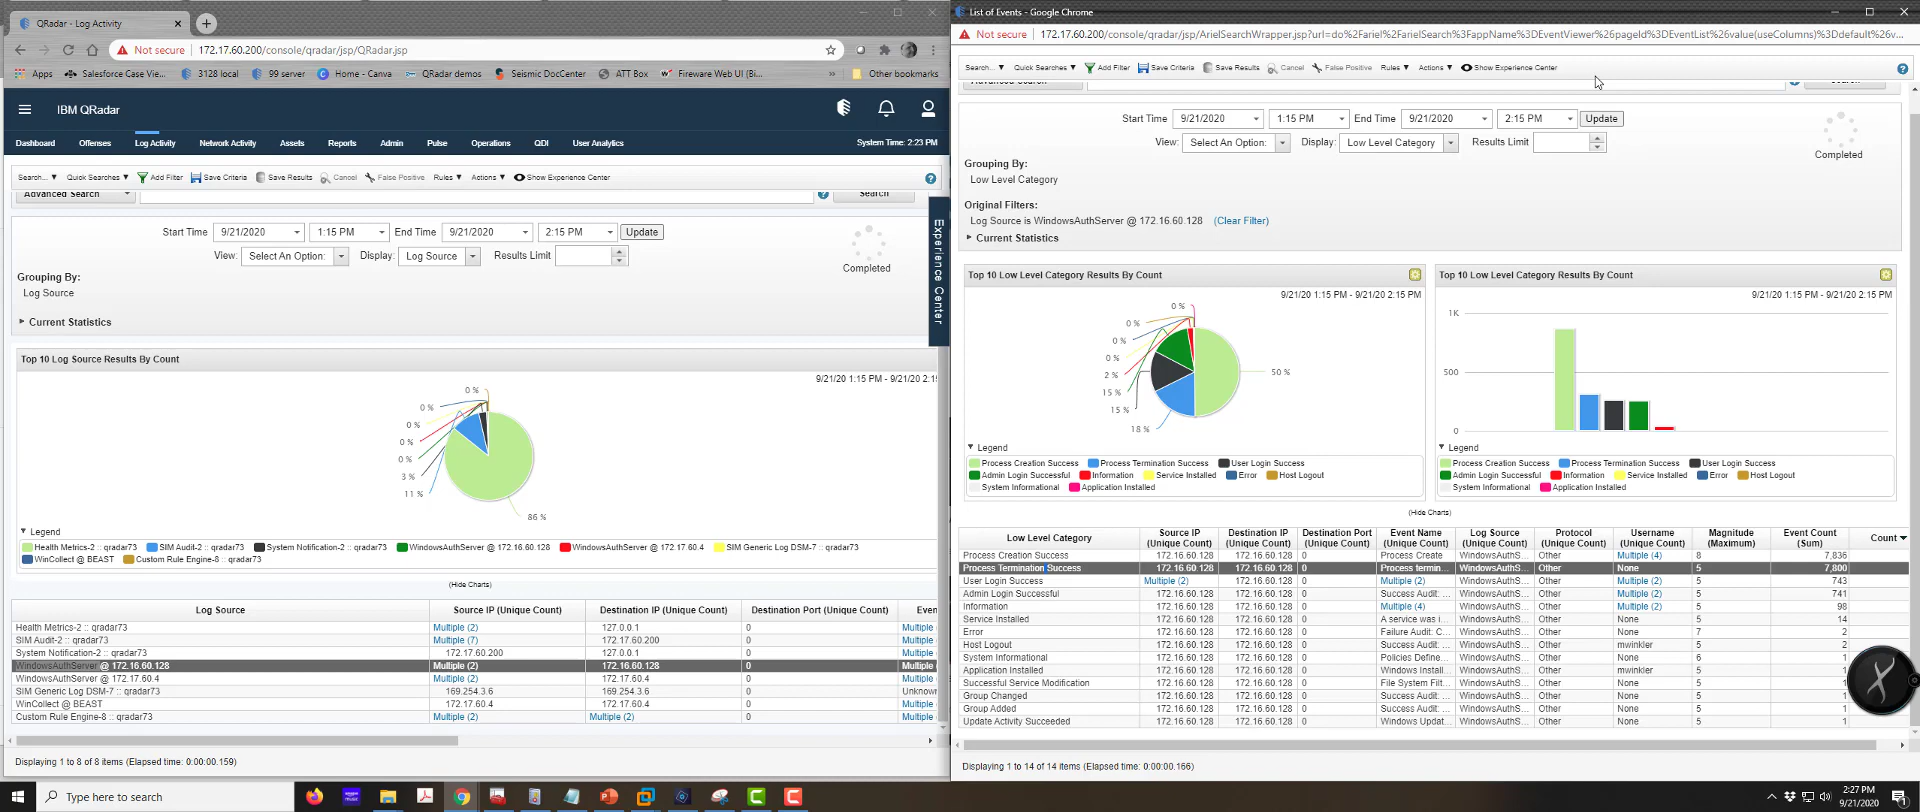 QRadar - Log Activity
Not secure 172.17.60.200/console/qradar/jsp/QRadar.jsp
Apps Salesforce Case Vie... 3128 local 99 server Home - Canva QRadar demos Seismic DocCenter ATT Box Fireware Web UI (Bi... » Other bookmarks
IBM QRadar
Dashboard Offenses Log Activity Network Activity Assets Reports Admin Pulse Operations QDI User Analytics System Time: 2:23 PM
Search... Quick Searches Add Filter Save Criteria Save Results Cancel False Positive Rules Actions Show Experience Center
Advanced Search Search
Start Time 9/21/2020 1:15 PM End Time 9/21/2020 2:15 PM Update
View: Select An Option: Display: Log Source Results Limit
Completed
Grouping By:
Log Source
Current Statistics
Experience Center
Top 10 Log Source Results By Count
9/21/20 1:15 PM - 9/21/20 2:15
0 %
0 %
0 %
0 %
0 %
3 %
11 %
86 %
Legend
Health Metrics-2 :: qradar73 SIM Audit-2 :: qradar73 System Notification-2 :: qradar73 WindowsAuthServer @ 172.16.60.128 WindowsAuthServer @ 172.17.60.4 SIM Generic Log DSM-7 :: qradar73
WinCollect @ BEAST Custom Rule Engine-8 :: qradar73
(Hide Charts)
Log Source Source IP (Unique Count) Destination IP (Unique Count) Destination Port (Unique Count) Even
Health Metrics-2 :: qradar73 Multiple (2) 127.0.0.1 0 Multiple
SIM Audit-2 :: qradar73 Multiple (7) 172.17.60.200 0 Multiple
System Notification-2 :: qradar73 172.17.60.200 127.0.0.1 0 Multiple
WindowsAuthServer @ 172.16.60.128 Multiple (2) 172.16.60.128 0 Multiple
WindowsAuthServer @ 172.17.60.4 Multiple (2) 172.17.60.4 0 Multiple
SIM Generic Log DSM-7 :: qradar73 169.254.3.6 169.254.3.6 0 Unknown
WinCollect @ BEAST 172.17.60.4 172.17.60.4 0 Multiple
Custom Rule Engine-8 :: qradar73 Multiple (2) Multiple (2) 0 Multiple
Displaying 1 to 8 of 8 items (Elapsed time: 0:00:00.159)
List of Events - Google Chrome
Not secure 172.17.60.200/console/qradar/jsp/ArielSearchWrapper.jsp?url=do%2Fariel%2FarielSearch%3FappName%3DEventViewer%26pageId%3DEventList%26value(useColumns)%3Ddefault%26v...
Search... Quick Searches Add Filter Save Criteria Save Results Cancel False Positive Rules Actions Show Experience Center
Start Time 9/21/2020 1:15 PM End Time 9/21/2020 2:15 PM Update
View: Select An Option: Display: Low Level Category Results Limit
Completed
Grouping By:
Low Level Category
Original Filters:
Log Source is WindowsAuthServer @ 172.16.60.128 (Clear Filter)
Current Statistics
Top 10 Low Level Category Results By Count
9/21/20 1:15 PM - 9/21/20 2:15 PM
0 %
0 %
0 %
0 %
2 %
15 %
15 %
18 %
50 %
Legend
Process Creation Success Process Termination Success User Login Success
Admin Login Successful Information Service Installed Error Host Logout
System Informational Application Installed
Top 10 Low Level Category Results By Count
9/21/20 1:15 PM - 9/21/20 2:15 PM
1K
500
0
Legend
Process Creation Success Process Termination Success User Login Success
Admin Login Successful Information Service Installed Error Host Logout
System Informational Application Installed
(Hide Charts)
Low Level Category Source IP (Unique Count) Destination IP (Unique Count) Destination Port (Unique Count) Event Name (Unique Count) Log Source (Unique Count) Protocol (Unique Count) Username (Unique Count) Magnitude (Maximum) Event Count (Sum) Count
Process Creation Success 172.16.60.128 172.16.60.128 0 Process Create WindowsAuthS... Other Multiple (4) 8 7,836
Process Termination Success 172.16.60.128 172.16.60.128 0 Process termin... WindowsAuthS... Other None 5 7,800
User Login Success Multiple (2) 172.16.60.128 0 Multiple (2) WindowsAuthS... Other Multiple (2) 5 743
Admin Login Successful 172.16.60.128 172.16.60.128 0 Success Audit: ... WindowsAuthS... Other Multiple (2) 5 741
Information 172.16.60.128 172.16.60.128 0 Multiple (4) WindowsAuthS... Other Multiple (2) 5 98
Service Installed 172.16.60.128 172.16.60.128 0 A service was i... WindowsAuthS... Other None 5 14
Error 172.16.60.128 172.16.60.128 0 Failure Audit: C... WindowsAuthS... Other None 7 2
Host Logout 172.16.60.128 172.16.60.128 0 Success Audit: ... WindowsAuthS... Other mwinkler 5 2
System Informational 172.16.60.128 172.16.60.128 0 Policies Define... WindowsAuthS... Other None 6 1
Application Installed 172.16.60.128 172.16.60.128 0 Windows Install... WindowsAuthS... Other mwinkler 5
Successful Service Modification 172.16.60.128 172.16.60.128 0 File System Filt... WindowsAuthS... Other None 5
Group Changed 172.16.60.128 172.16.60.128 0 Success Audit: ... WindowsAuthS... Other None 5 1
Group Added 172.16.60.128 172.16.60.128 0 Success Audit: ... WindowsAuthS... Other None 5 1
Update Activity Succeeded 172.16.60.128 172.16.60.128 0 Windows Updat... WindowsAuthS... Other None 5 1
Displaying 1 to 14 of 14 items (Elapsed time: 0:00:00.166)
Type here to search
2:27 PM
9/21/2020